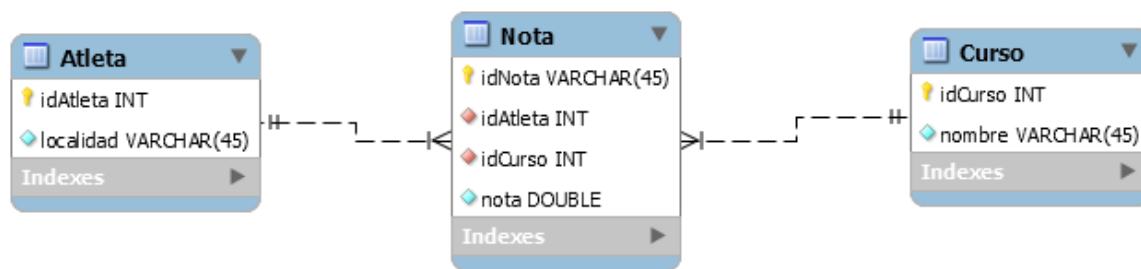 Atleta
idAtleta INT
localidad VARCHAR(45)
Indexes
Nota
idNota VARCHAR(45)
idAtleta INT
idCurso INT
nota DOUBLE
Indexes
Curso
idCurso INT
nombre VARCHAR(45)
Indexes